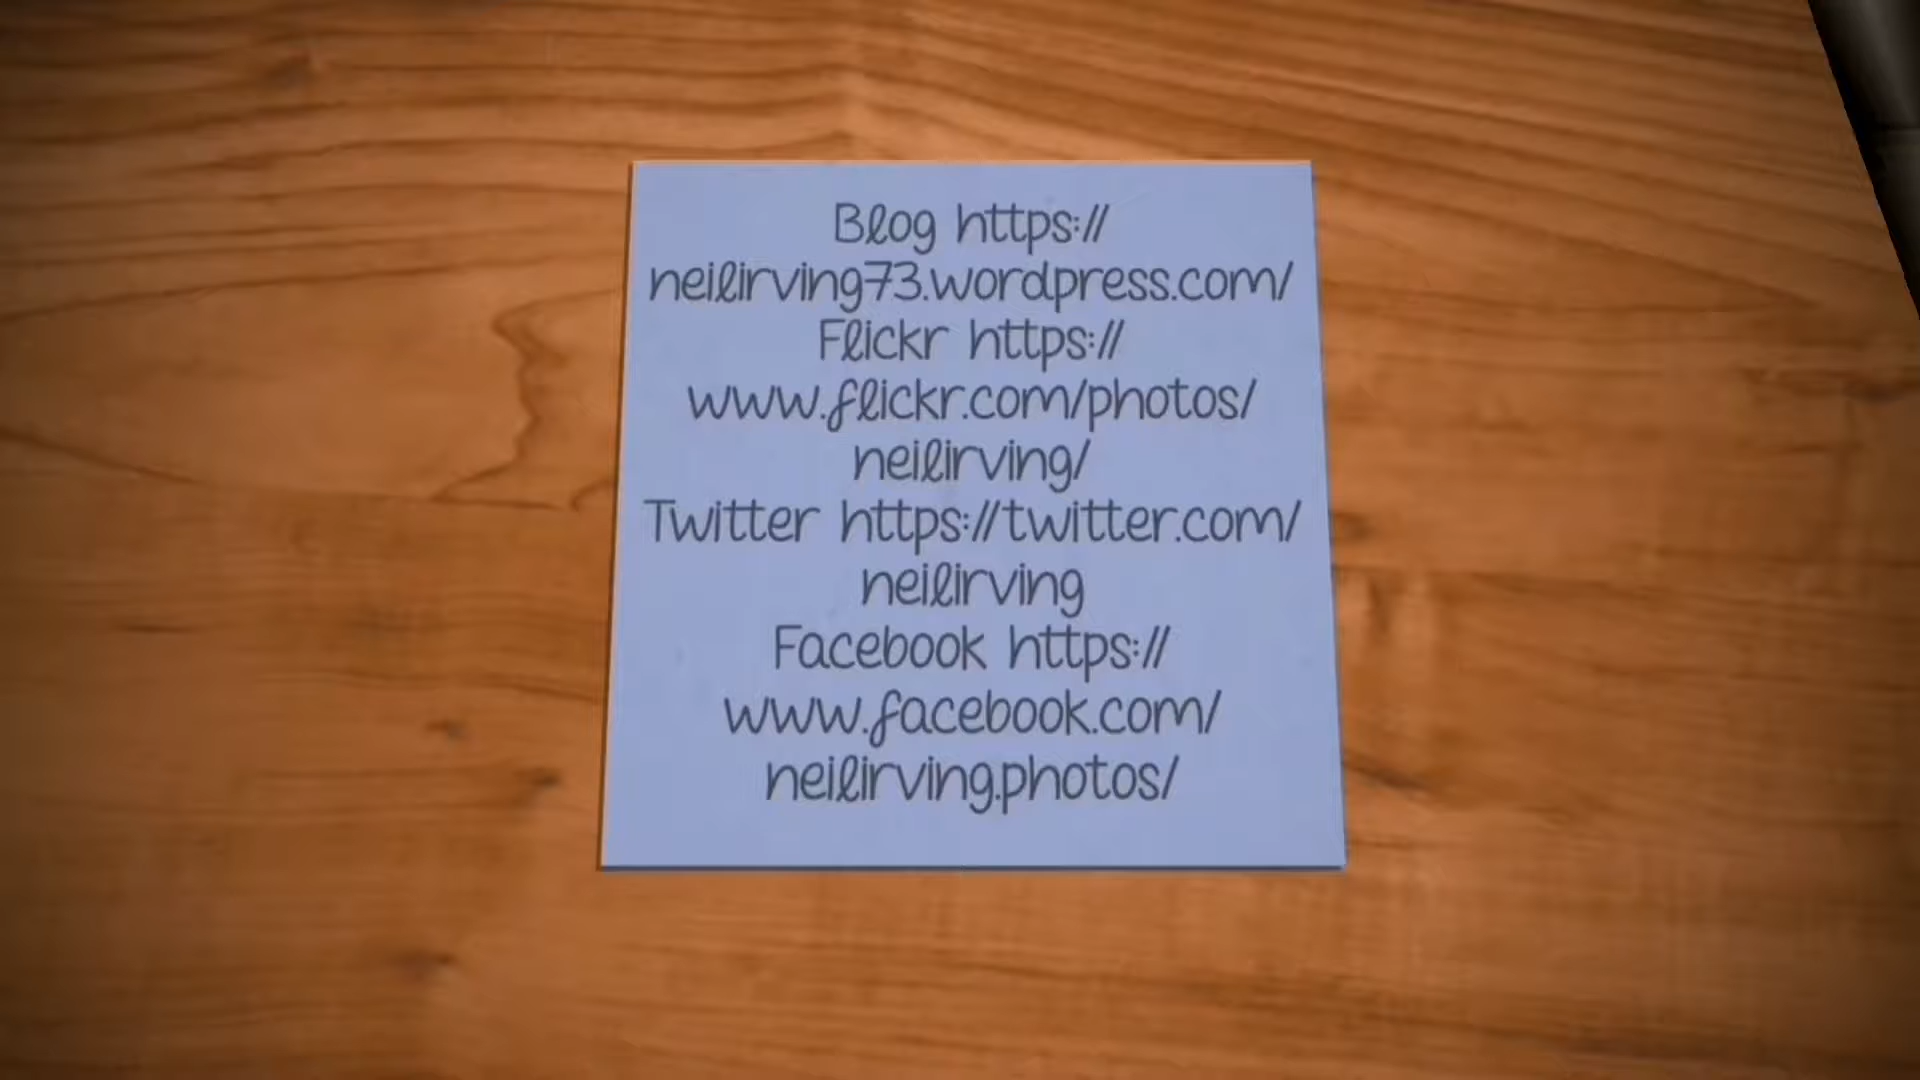 Blog https://
neilirving73.wordpress.com/
Flickr https://
www.flickr.com/photos/
neilirving/
Twitter https://twitter.com/
neilirving
Facebook https://
www.facebook.com/
neilirving.photos/